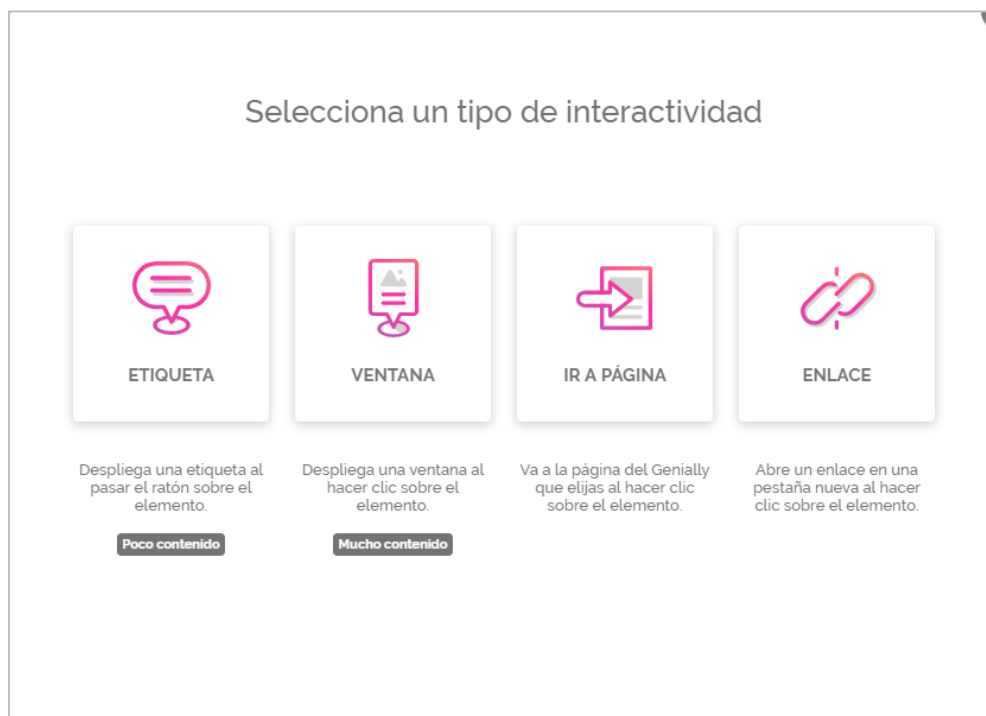 Selecciona un tipo de interactividad
ETIQUETA
Despliega una etiqueta al
pasar el ratón sobre el
elemento.
Poco contenido
VENTANA
Despliega una ventana al
hacer clic sobre el
elemento.
Mucho contenido
IR A PÁGINA
Va a la página del Genially
que elijas al hacer clic
sobre el elemento.
ENLACE
Abre un enlace en una
pestaña nueva al hacer
clic sobre el elemento.